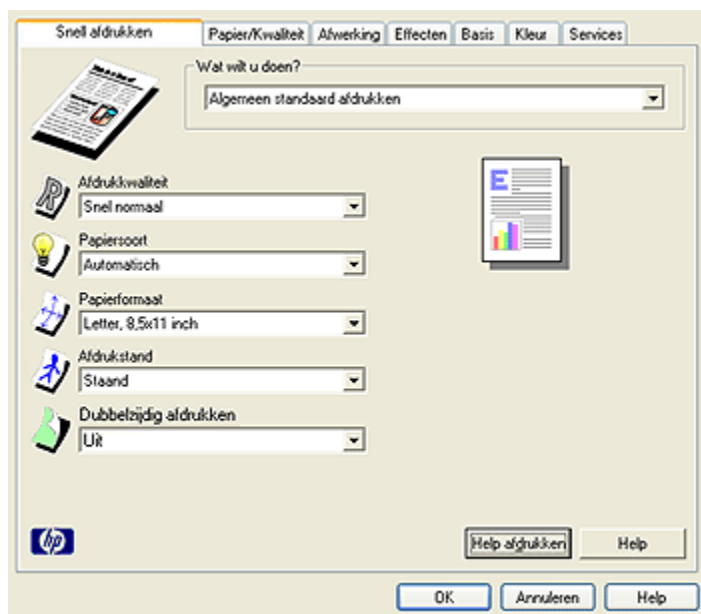 Snell afdrukken
Papier/Kwaliteit
Afwerking
Effecten
Basis
Kleur
Services
Wat wilt u doen?
Algemeen standaard afdrukken
Afdrukkwaliteit
Snel normaal
Papiersoort
Automatisch
Papierformaat
Letter, 8,5x11 inch
Afdrukstand
Staand
Dubbelzijdig afdrukken
Uit
E
hp
Help afdrukken
Help
OK
Annuleren
Help